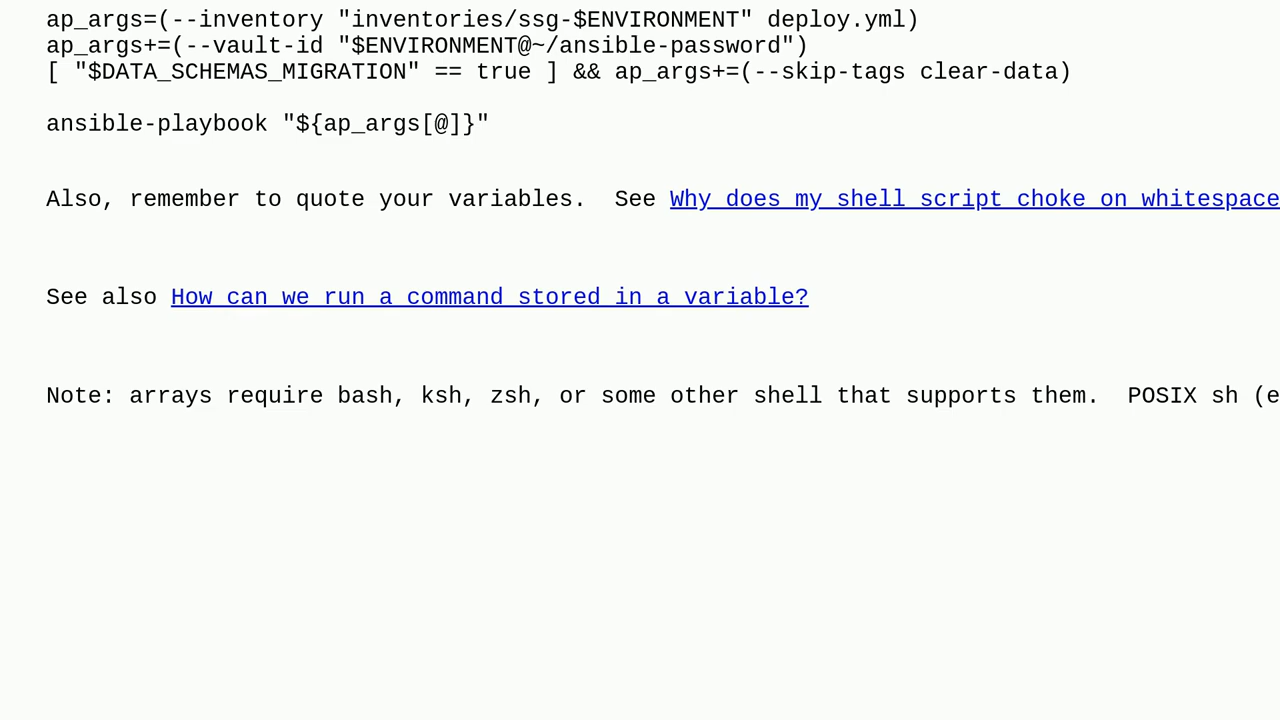 ap_args=(--inventory "inventories/ssg-$ENVIRONMENT" deploy.yml)
ap_args+=(--vault-id "$ENVIRONMENT@~/ansible-password")
[ "$DATA_SCHEMAS_MIGRATION" == true ] && ap_args+=(--skip-tags clear-data)
ansible-playbook "${ap_args[@]}"
Also, remember to quote your variables.  See Why does my shell script choke on whitespace
See also How can we run a command stored in a variable?
Note: arrays require bash, ksh, zsh, or some other shell that supports them.  POSIX sh (e